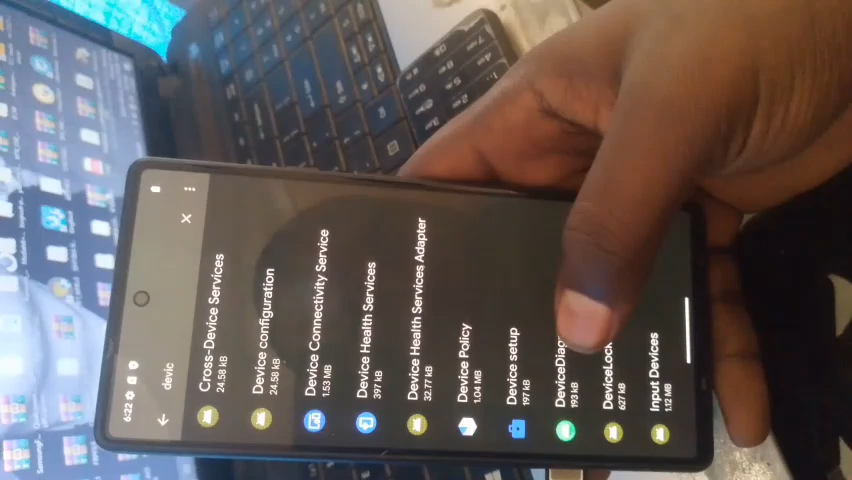 6:22
devic
Cross-Device Services
24.58 kB
Device configuration
24.58 kB
Device Connectivity Service
1.53 MB
Device Health Services
397 kB
Device Health Services Adapter
32.77 kB
Device Policy
1.04 MB
Device setup
197 kB
DeviceDiag
193 kB
DeviceLock
627 kB
Input Devices
1.12 MB